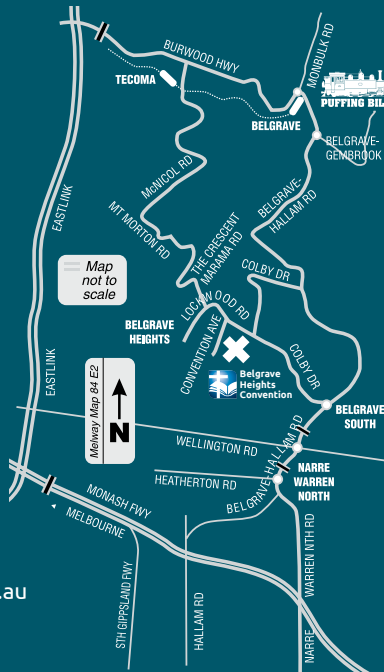 BURWOOD HWY
MONBULK RD
TECOMA
PUFFING BIL
BELGRAVE
BELGRAVE-
GEMBROOK
McNICOL RD
BELGRAVE-
HALLAM RD
EASTLINK
MT MORTON RD
THE CRESCENT
MARAMA RD
COLBY DR
Map
not to
scale
LOCKWOOD RD
BELGRAVE
HEIGHTS
CONVENTION AVE
COLBY DR
Belgrave
Heights
Convention
EASTLINK
Melway Map 84 E2
N
BELGRAVE
SOUTH
WELLINGTON RD
BELGRAVE-HALLAM RD
NARRE
WARREN
NORTH
HEATHERTON RD
MONASH FWY
MELBOURNE
STH GIPPSLAND FWY
HALLAM RD
NARRE WARREN NTH RD
.au